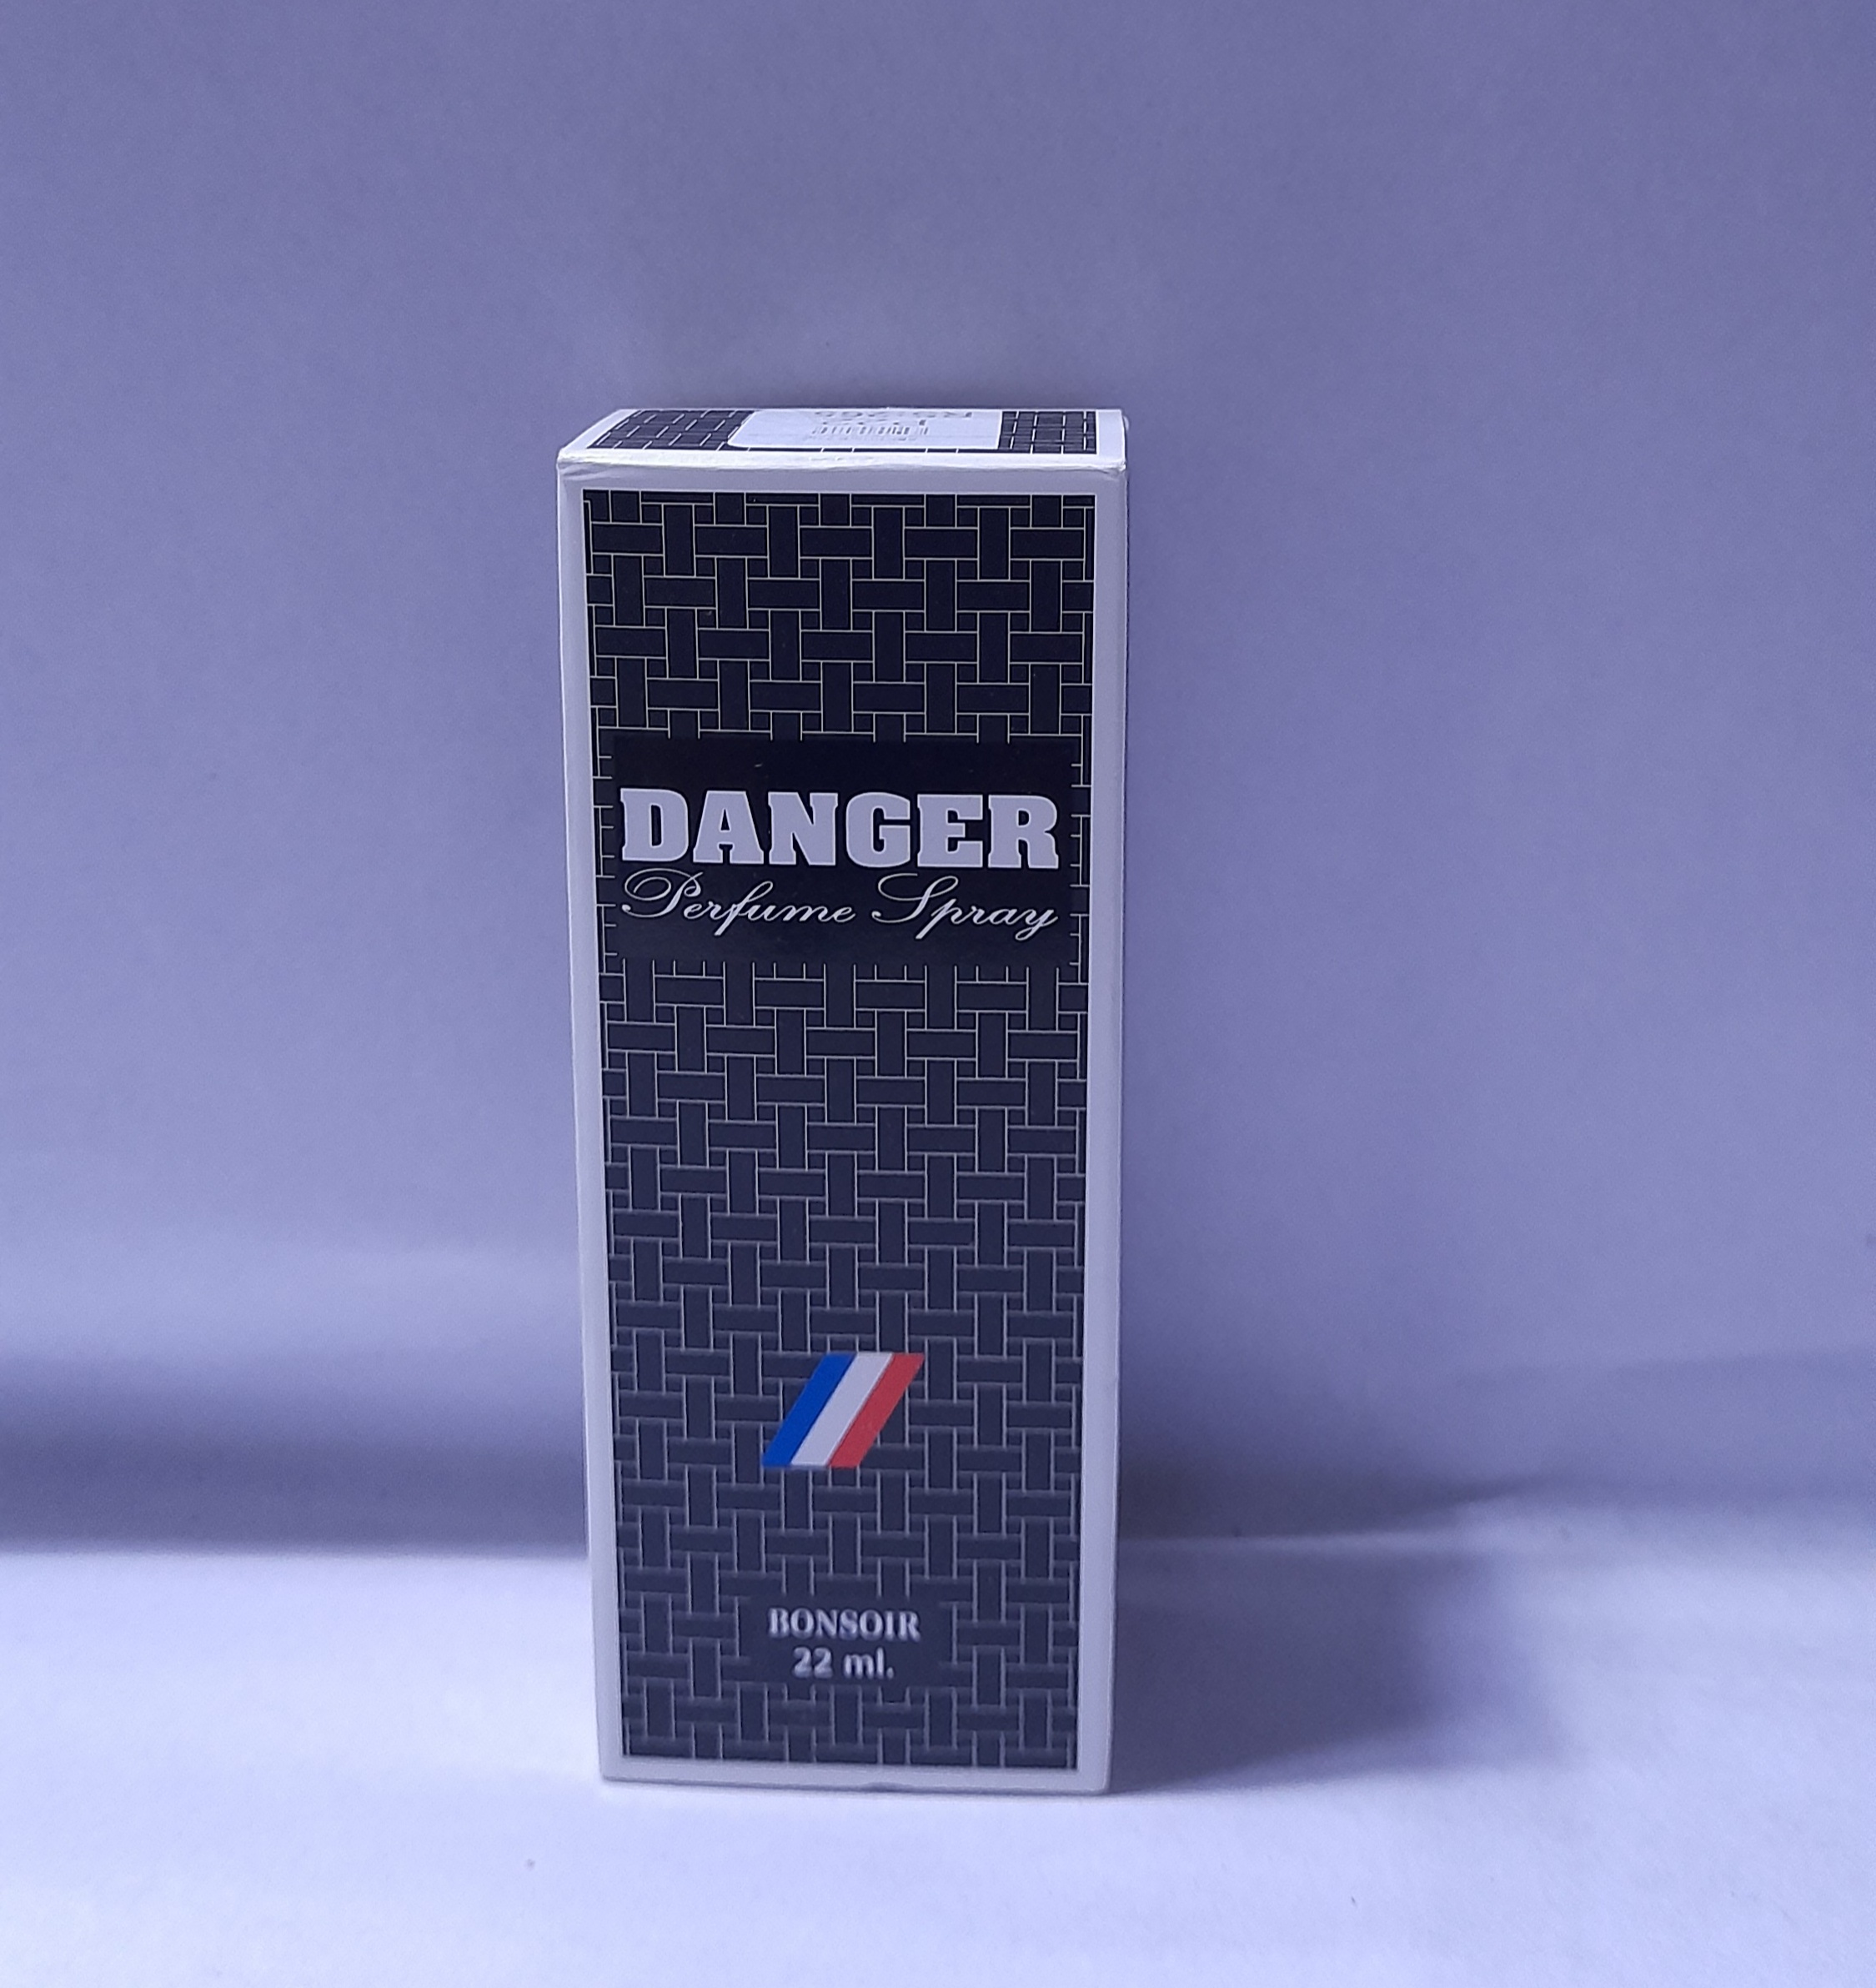 DANGER
Perfume Spray
BONSOIR
22 ml.